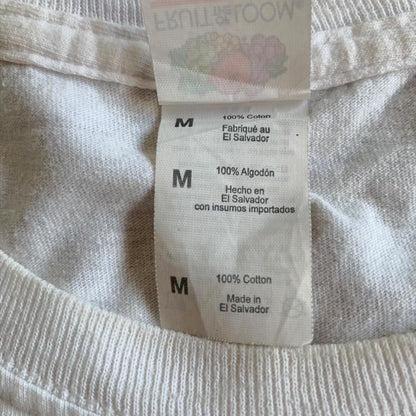 FRUIT OF THE LOOM®
M 100% Coton
Fabriqué au
El Salvador
M 100% Algodón
Hecho en
El Salvador
con insumos importados
M 100% Cotton
Made in
El Salvador